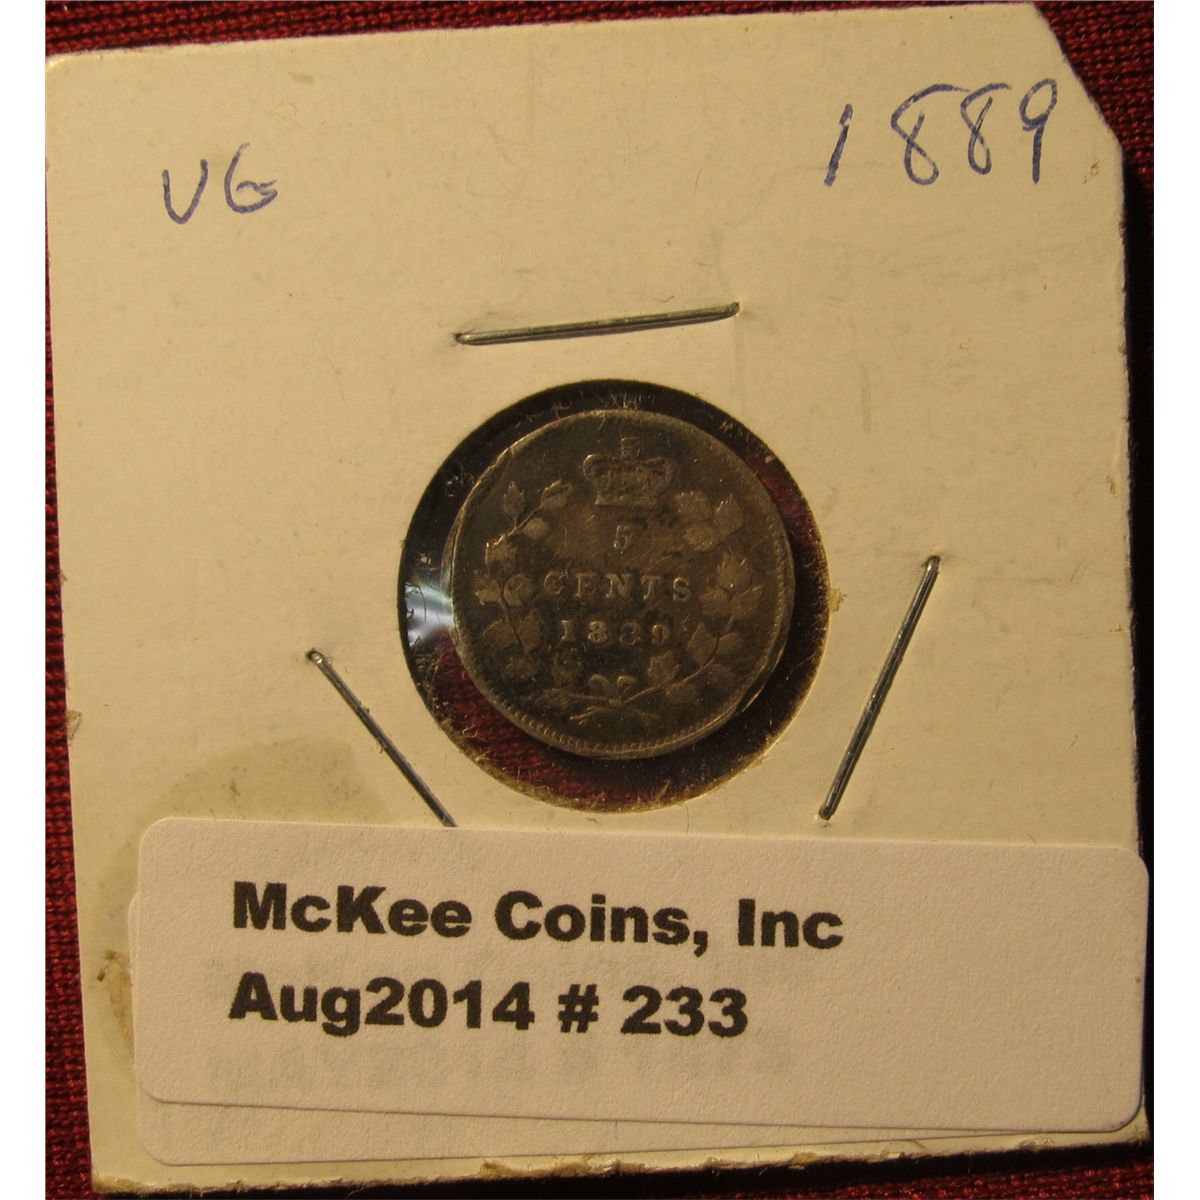 VG 1889
5
CENTS
1889
McKee Coins, Inc
Aug2014 # 233